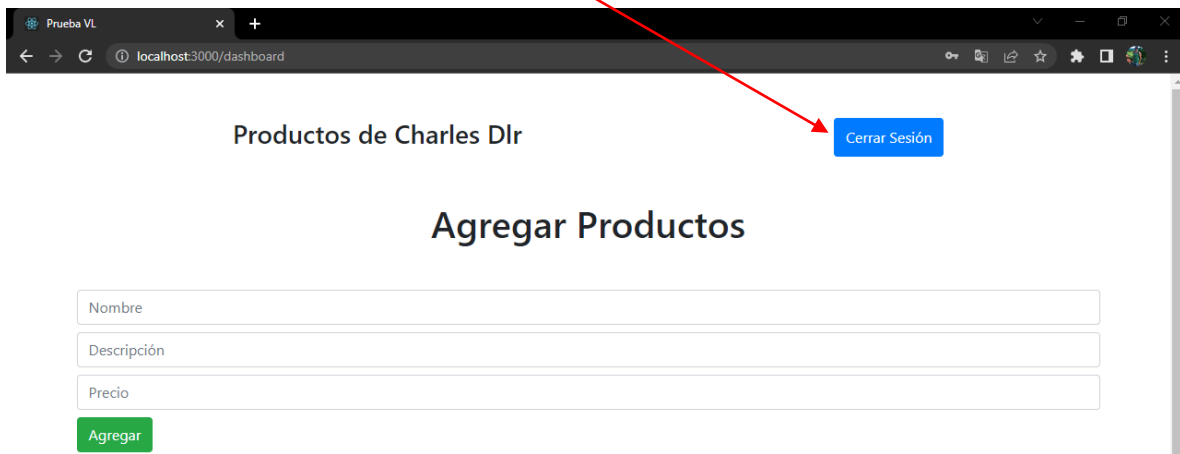 Prueba VL
localhost:3000/dashboard
Productos de Charles Dlr
Cerrar Sesión
Agregar Productos
Nombre
Descripción
Precio
Agregar